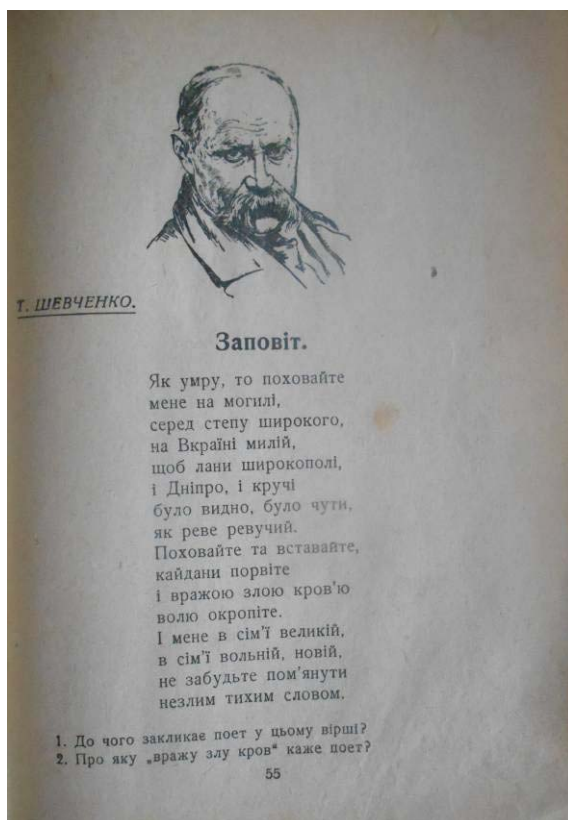 Т. ШЕВЧЕНКО.
Заповіт.
Як умру, то поховайте
мене на могилі,
серед степу широкого,
на Вкраїні милій,
щоб лани широкополі,
і Дніпро, і кручі
було видно, було чути,
як реве ревучий.
Поховайте та вставайте,
кайдани порвіте
і вражою злою кров'ю
волю окропіте.
І мене в сім'ї великій,
в сім'ї вольній, новій,
не забудьте пом'янути
незлим тихим словом.
1. До чого закликає поет у цьому вірші?
2. Про яку „вражу злу кров“ каже поет?
55